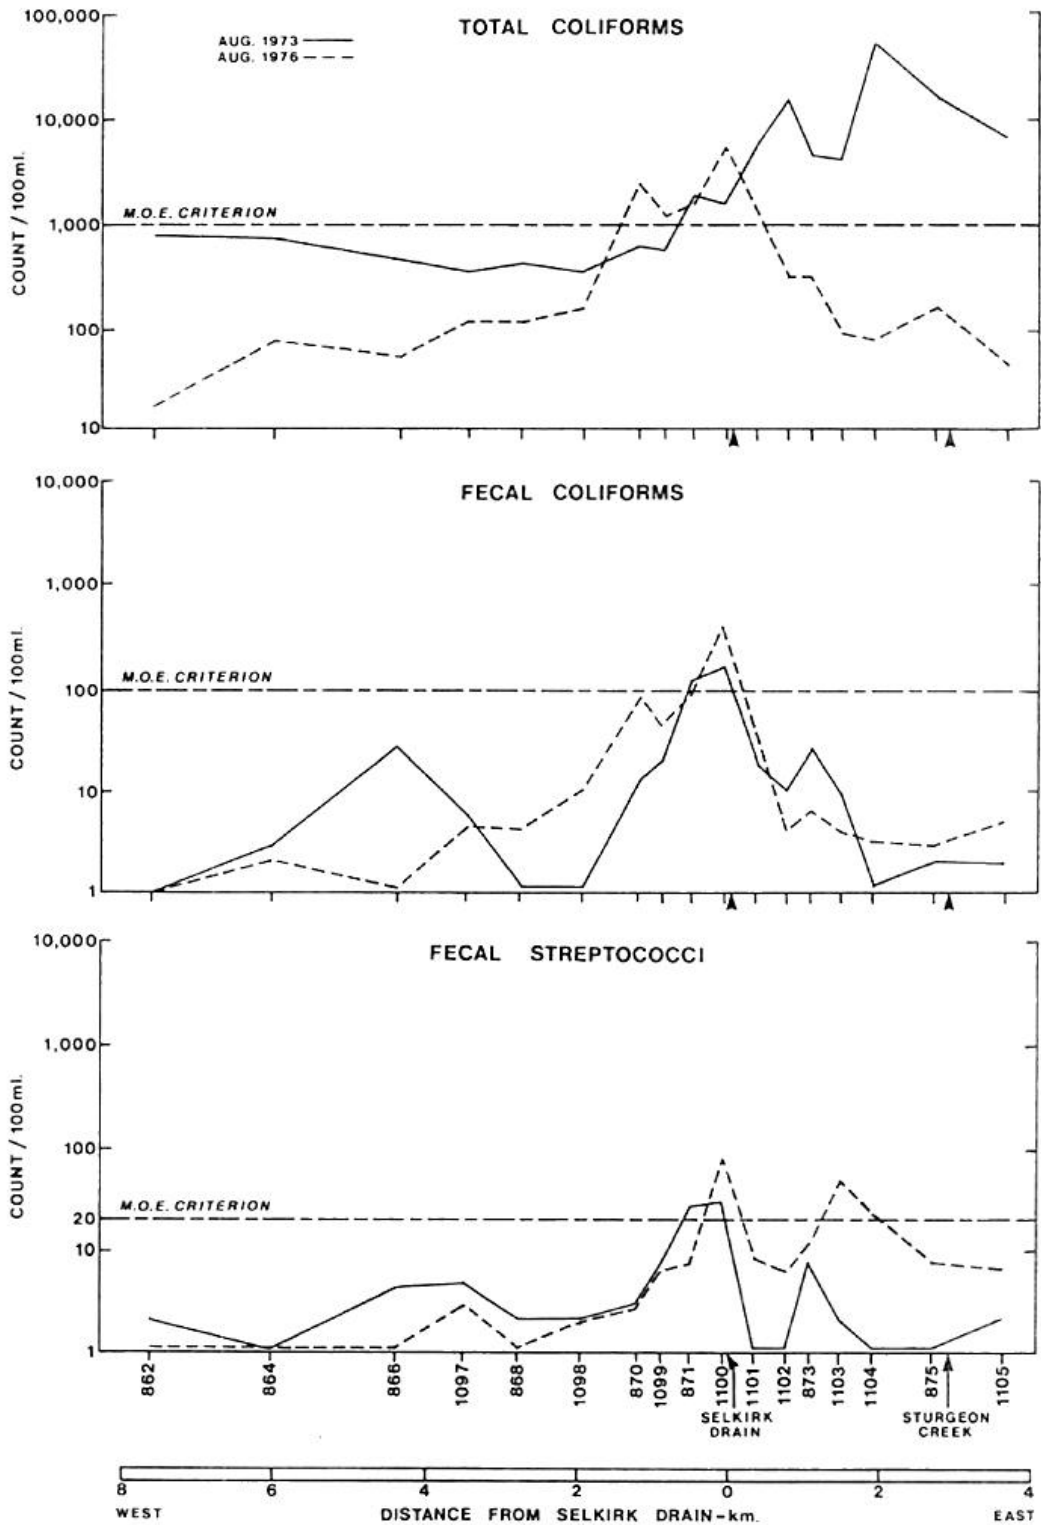 TOTAL COLIFORMS
AUG. 1973
AUG. 1976
100,000
10,000
M.O.E. CRITERION
1,000
100
10
COUNT / 100ml.
FECAL COLIFORMS
10,000
1,000
M.O.E. CRITERION
100
10
1
COUNT / 100ml.
FECAL STREPTOCOCCI
10,000
1,000
100
M.O.E. CRITERION
20
10
1
COUNT / 100ml.
862 864 866 1097 868 1098 870 1099 871 1100 1101 1102 873 1103 1104 875 1105
SELKIRK STURGEON
DRAIN CREEK
8 6 4 2 0 2 4
WEST DISTANCE FROM SELKIRK DRAIN-km. EAST